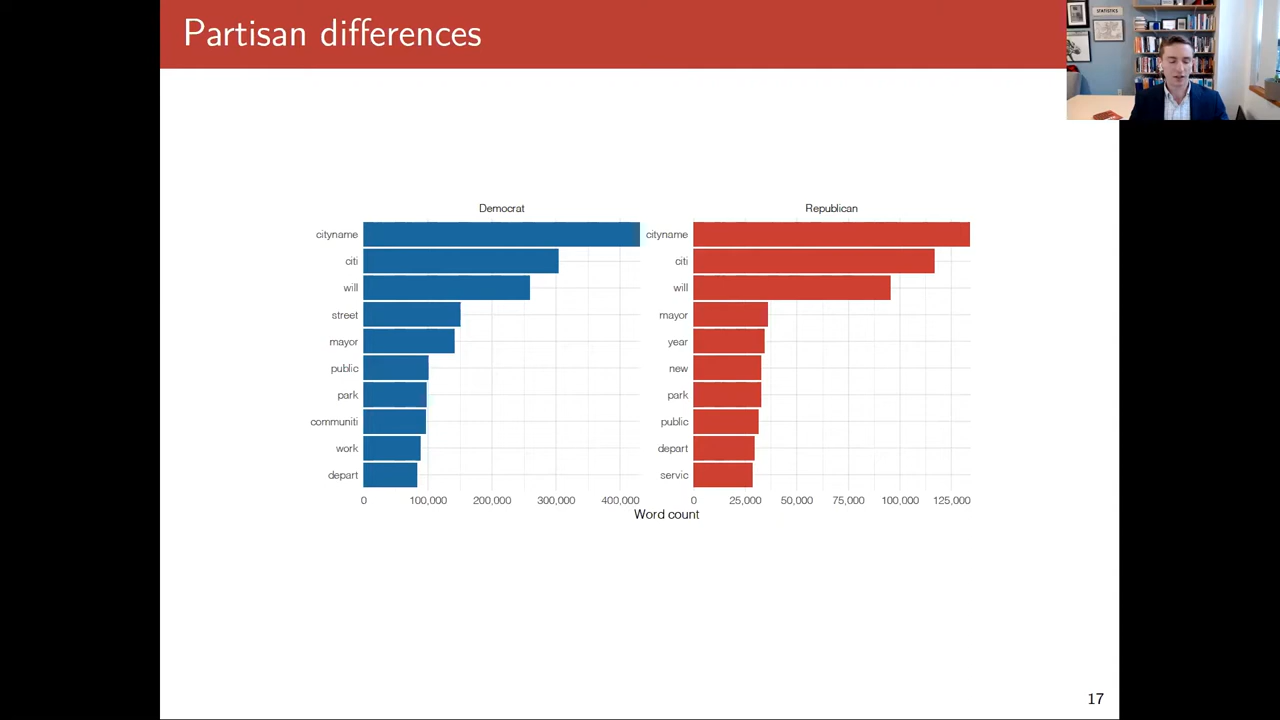 Partisan differences
STATISTICS
Democrat
cityname
citi
will
street
mayor
public
park
communiti
work
depart
0 100,000 200,000 300,000 400,000
Republican
cityname
citi
will
mayor
year
new
park
public
depart
servic
0 25,000 50,000 75,000 100,000 125,000
Word count
17